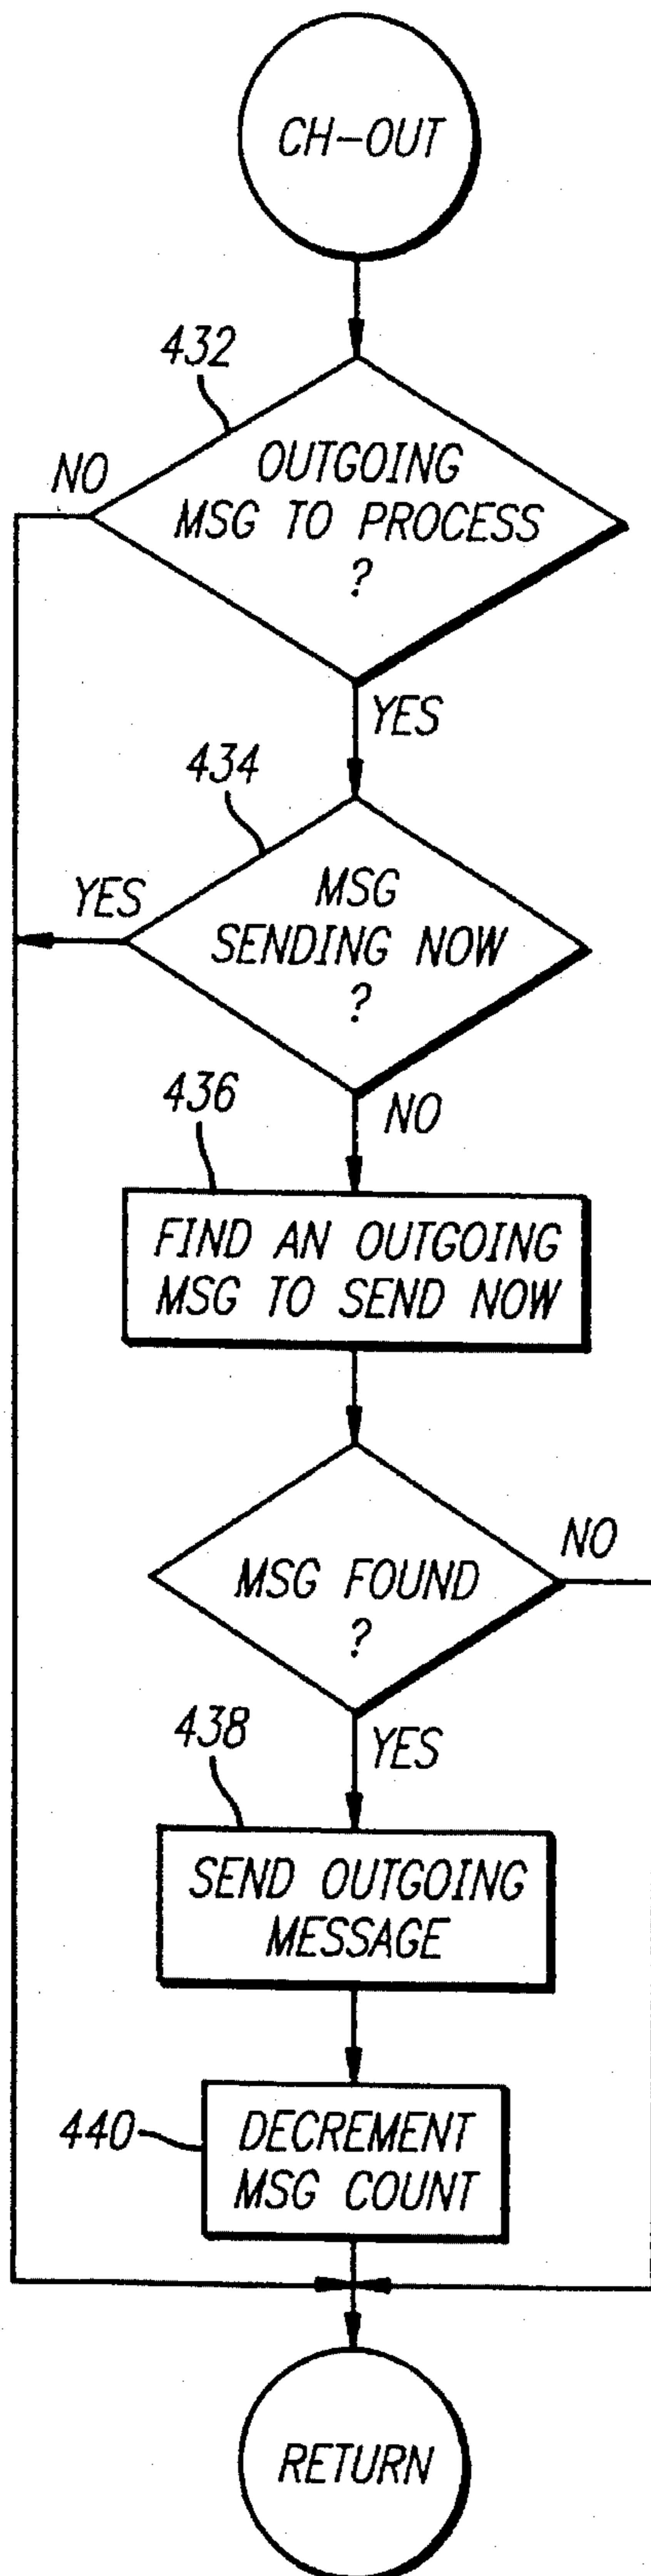 CH-OUT
432
NO
OUTGOING
MSG TO PROCESS
?
YES
434
YES
MSG
SENDING NOW
?
436
NO
FIND AN OUTGOING
MSG TO SEND NOW
NO
MSG FOUND
?
438
YES
SEND OUTGOING
MESSAGE
440
DECREMENT
MSG COUNT
RETURN